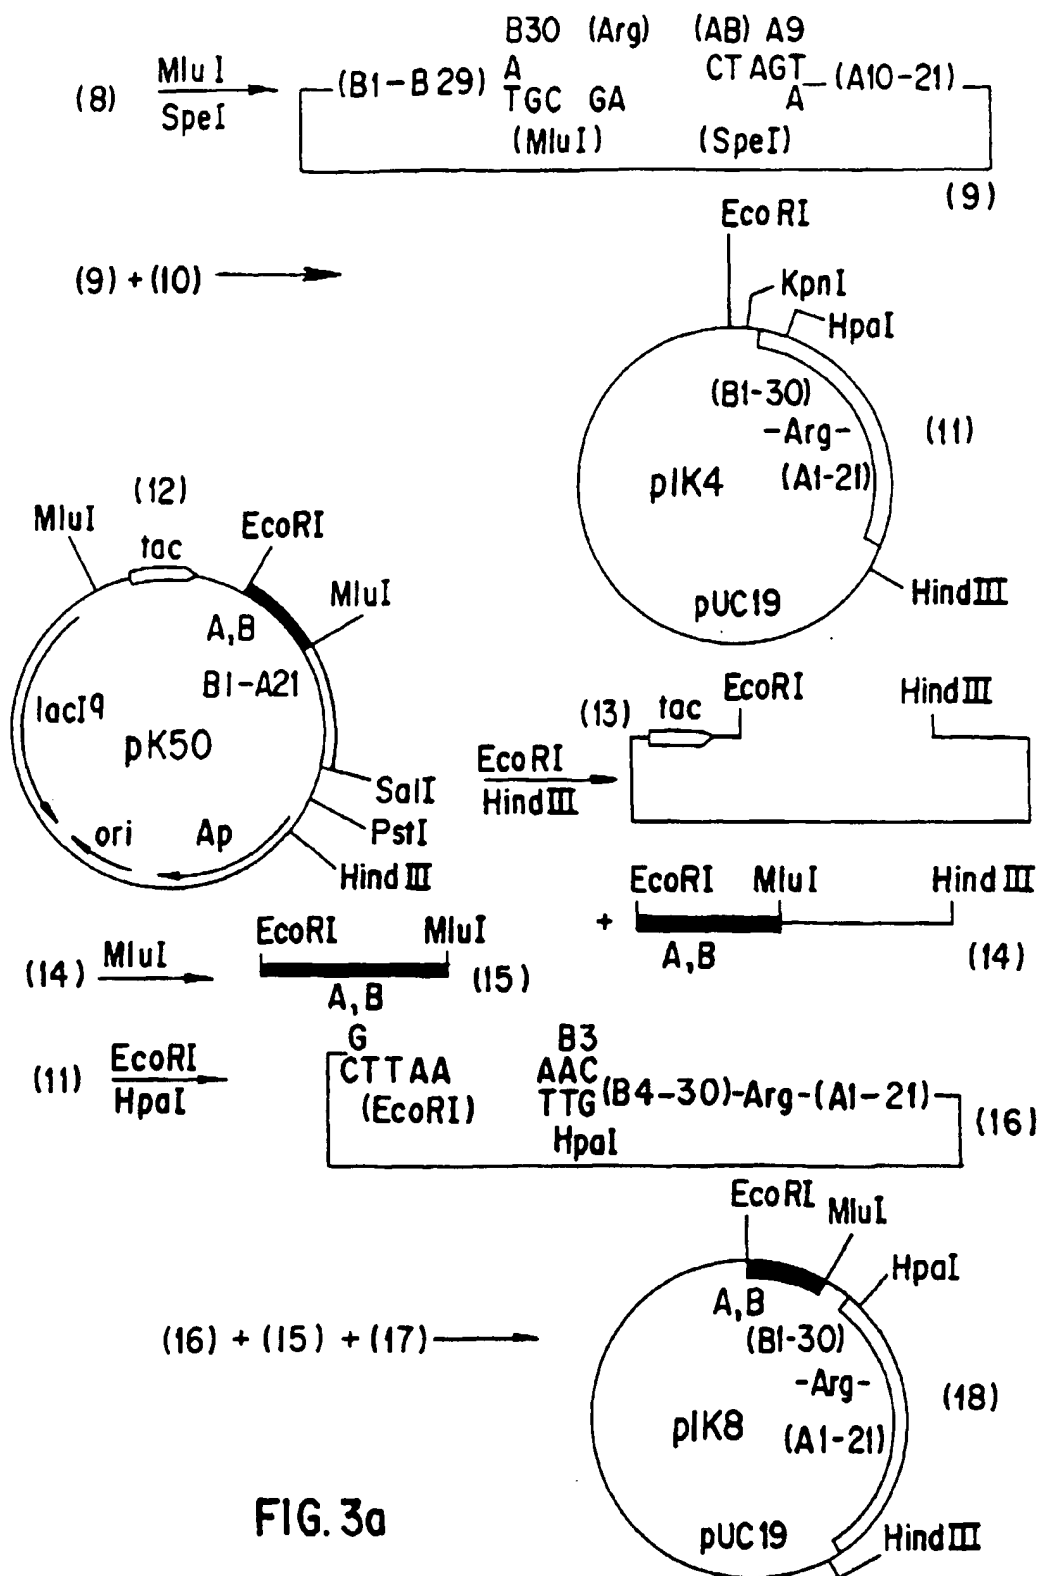 B30 (Arg) (AB) A9
(8) MluI
SpeI
(B1-B29) A
TGC GA
CT AGT
A (A10-21)
(MluI) (SpeI)
(9)
(9) + (10)
EcoRI
KpnI
HpaI
(B1-30)
-Arg-
(A1-21)
(11)
pIK4
pUC19
HindIII
(12)
MluI
tac
EcoRI
MluI
A,B
B1-A21
lacIq
pK50
SalI
PstI
HindIII
ori
Ap
EcoRI
HindIII
(13) tac EcoRI HindIII
+ EcoRI MluI HindIII
A,B (14)
(14) MluI
EcoRI MluI
A,B
(15)
(11) EcoRI
HpaI
G
CTTAA
(EcoRI)
B3
AAC
TTG
HpaI
(B4-30)-Arg-(A1-21)
(16)
(16) + (15) + (17)
EcoRI
MluI
HpaI
A,B
(B1-30)
-Arg-
(A1-21)
(18)
pIK8
pUC19
HindIII
FIG. 3a